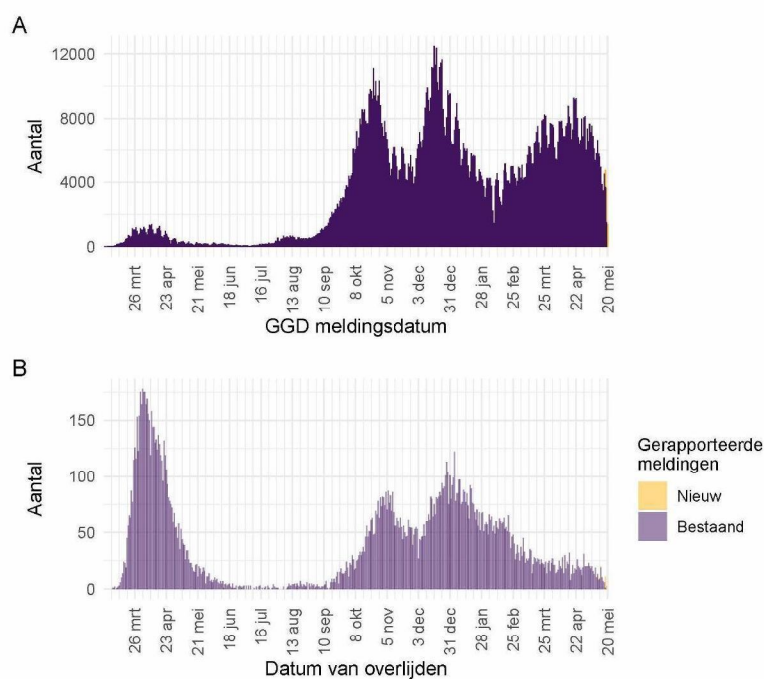 A
Aantal
12000
8000
4000
0
26 mrt
23 apr
21 mei
18 jun
16 jul
13 aug
10 sep
8 okt
5 nov
3 dec
31 dec
28 jan
25 feb
25 mrt
22 apr
20 mei
GGD meldingsdatum
B
Aantal
150
100
50
0
26 mrt
23 apr
21 mei
18 jun
16 jul
13 aug
10 sep
8 okt
5 nov
3 dec
31 dec
28 jan
25 feb
25 mrt
22 apr
20 mei
Datum van overlijden
Gerapporteerde
meldingen
Nieuw
Bestaand